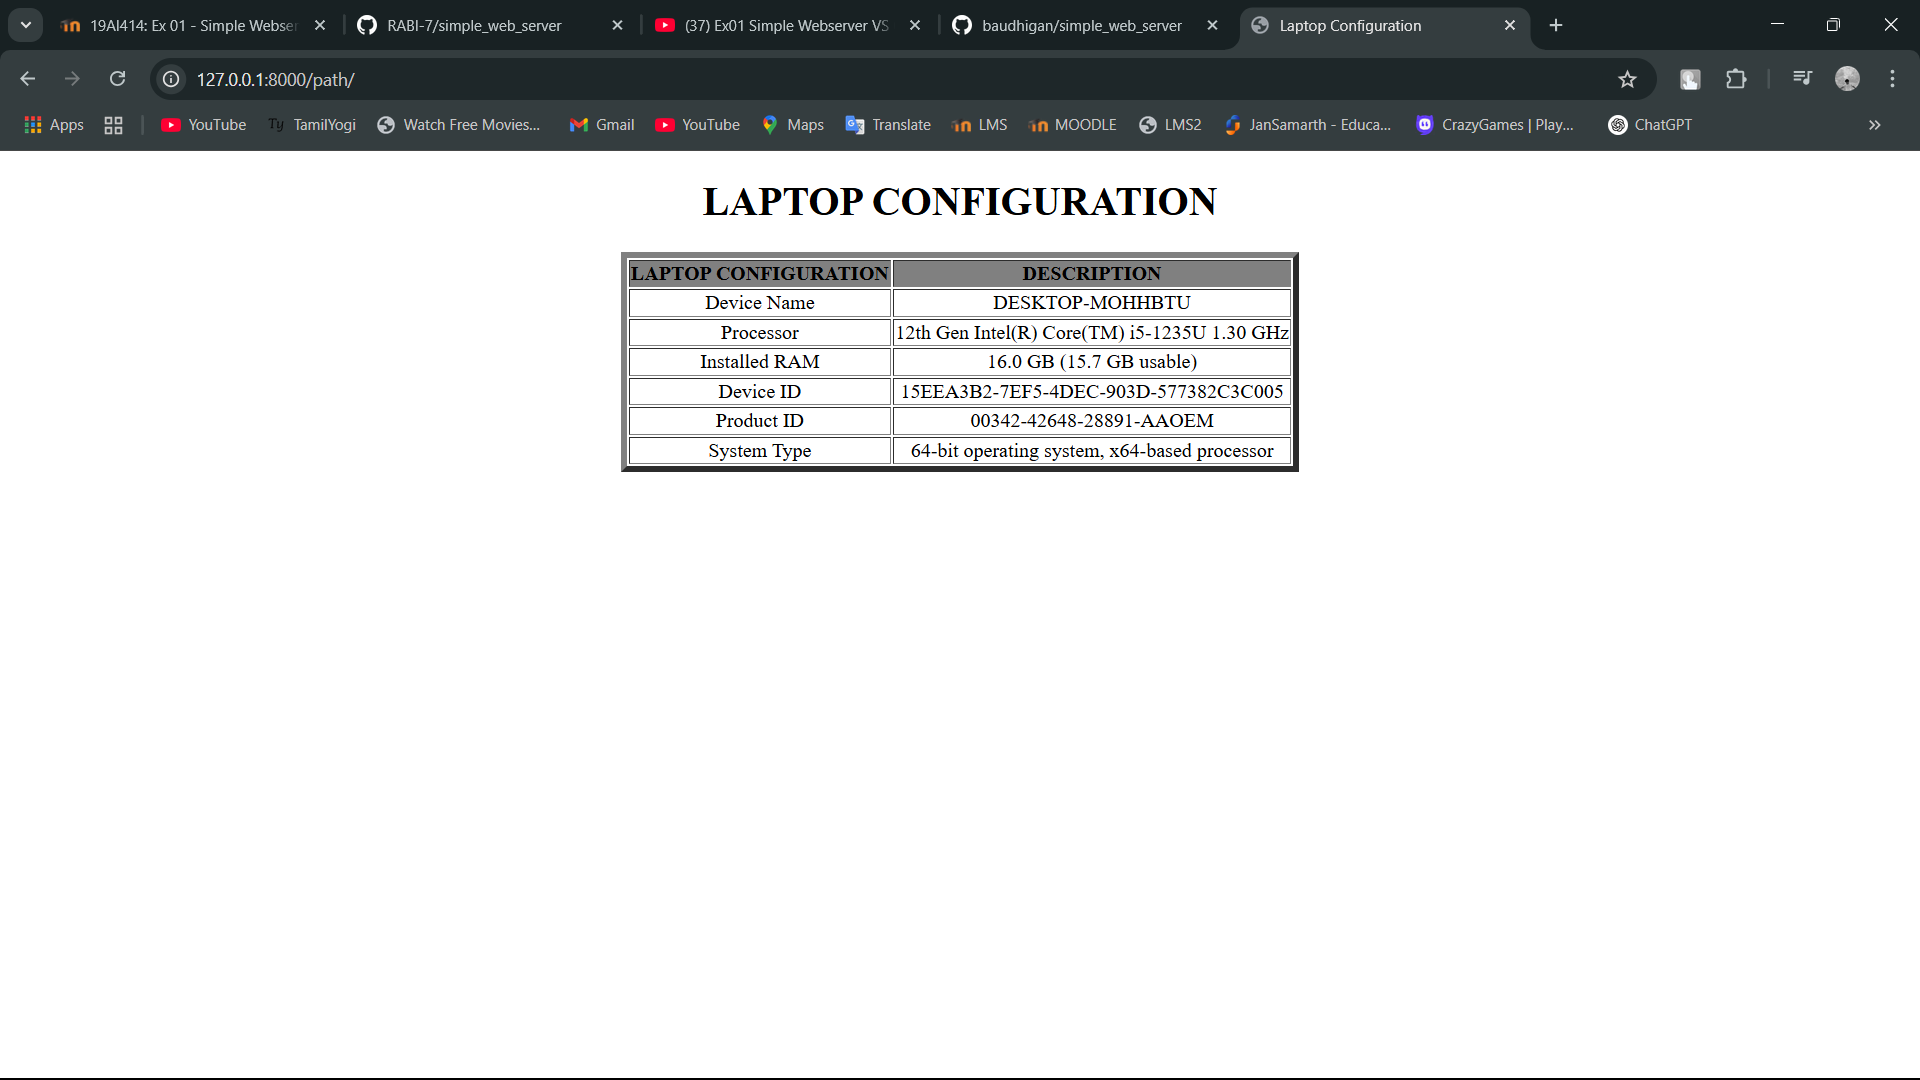 19AI414: Ex 01 - Simple Webser
RABI-7/simple_web_server
(37) Ex01 Simple Webserver VS
baudhigan/simple_web_server
Laptop Configuration
127.0.0.1:8000/path/
Apps
YouTube
Ty TamilYogi
Watch Free Movies...
Gmail
YouTube
Maps
Translate
LMS
MOODLE
LMS2
JanSamarth - Educa...
CrazyGames | Play...
ChatGPT
LAPTOP CONFIGURATION
LAPTOP CONFIGURATION DESCRIPTION
Device Name DESKTOP-MOHHBTU
Processor 12th Gen Intel(R) Core(TM) i5-1235U 1.30 GHz
Installed RAM 16.0 GB (15.7 GB usable)
Device ID 15EEA3B2-7EF5-4DEC-903D-577382C3C005
Product ID 00342-42648-28891-AAOEM
System Type 64-bit operating system, x64-based processor